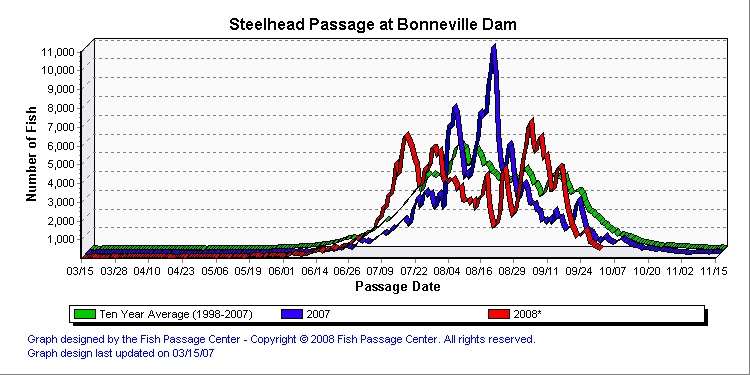 Steelhead Passage at Bonneville Dam
11,000
10,000
9,000
8,000
7,000
6,000
5,000
4,000
3,000
2,000
1,000
Number of Fish
03/15 03/28 04/10 04/23 05/06 05/19 06/01 06/14 06/26 07/09 07/22 08/04 08/16 08/29 09/11 09/24 10/07 10/20 11/02 11/15
Passage Date
Ten Year Average (1998-2007) 2007 2008*
Graph designed by the Fish Passage Center - Copyright © 2008 Fish Passage Center. All rights reserved.
Graph design last updated on 03/15/07